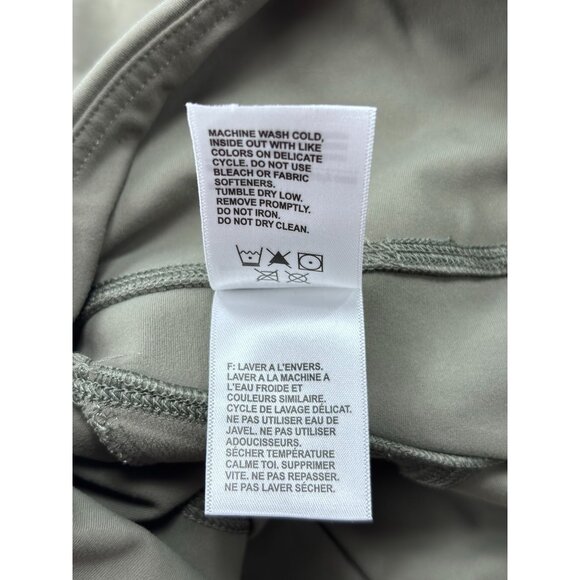 MACHINE WASH COLD,
INSIDE OUT WITH LIKE
COLORS ON DELICATE
CYCLE. DO NOT USE
BLEACH OR FABRIC
SOFTENERS.
TUMBLE DRY LOW.
REMOVE PROMPTLY.
DO NOT IRON.
DO NOT DRY CLEAN.
F: LAVER A L'ENVERS.
LAVER A LA MACHINE A
L'EAU FROIDE ET
COULEURS SIMILAIRE.
CYCLE DE LAVAGE DÉLICAT.
NE PAS UTILISER EAU DE
JAVEL. NE PAS UTILISER
ADOUCISSEURS.
SÉCHER TEMPÉRATURE
CALME TOI. SUPPRIMER
VITE. NE PAS REPASSER.
NE PAS LAVER SÉCHER.